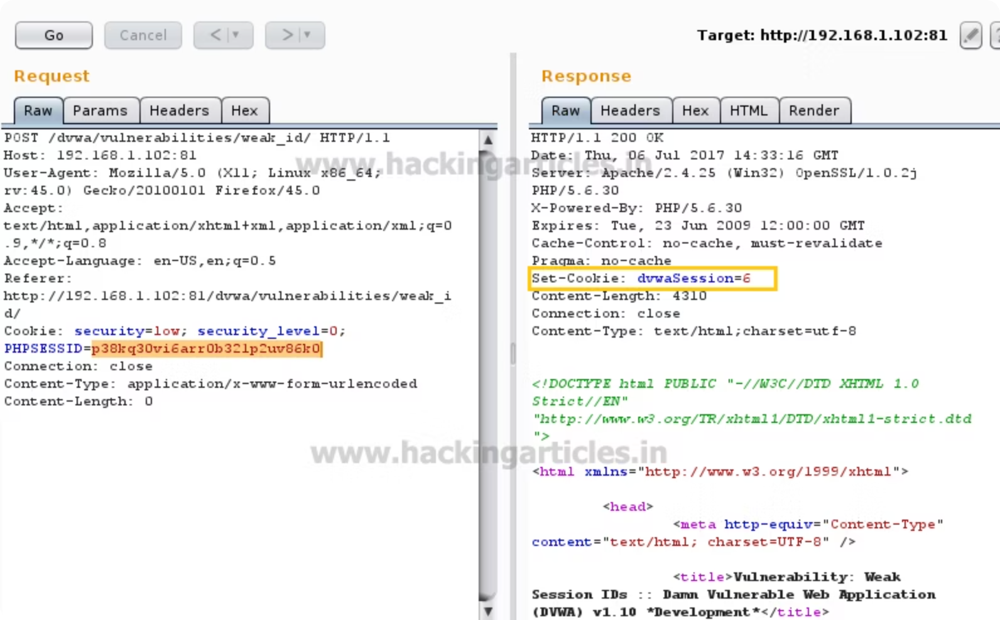 Go
Cancel
<
>
Target: http://192.168.1.102:81
?
Request
Raw
Params
Headers
Hex
POST /dvwa/vulnerabilities/weak_id/ HTTP/1.1
Host: 192.168.1.102:81
User-Agent: Mozilla/5.0 (X11; Linux x86_64;
rv:45.0) Gecko/20100101 Firefox/45.0
Accept:
text/html,application/xhtml+xml,application/xml;q=0
.9,*/*;q=0.8
Accept-Language: en-US,en;q=0.5
Referer:
http://192.168.1.102:81/dvwa/vulnerabilities/weak_i
d/
Cookie: security=low; security_level=0;
PHPSESSID=p38kq30vi6arr0b321p2uv86k0
Connection: close
Content-Type: application/x-www-form-urlencoded
Content-Length: 0
Response
Raw
Headers
Hex
HTML
Render
HTTP/1.1 200 OK
Date: Thu, 06 Jul 2017 14:33:16 GMT
Server: Apache/2.4.25 (Win32) OpenSSL/1.0.2j
PHP/5.6.30
X-Powered-By: PHP/5.6.30
Expires: Tue, 23 Jun 2009 12:00:00 GMT
Cache-Control: no-cache, must-revalidate
Pragma: no-cache
Set-Cookie: dvwaSession=6
Content-Length: 4310
Connection: close
Content-Type: text/html;charset=utf-8
<!DOCTYPE html PUBLIC "-//W3C//DTD XHTML 1.0
Strict//EN"
"http://www.w3.org/TR/xhtml1/DTD/xhtml1-strict.dtd
">
<html xmlns="http://www.w3.org/1999/xhtml">
<head>
<meta http-equiv="Content-Type"
content="text/html; charset=UTF-8" />
<title>Vulnerability: Weak
Session IDs :: Damn Vulnerable Web Application
(DVWA) v1.10 *Development*</title>
www.hackingarticles.in
www.hackingarticles.in